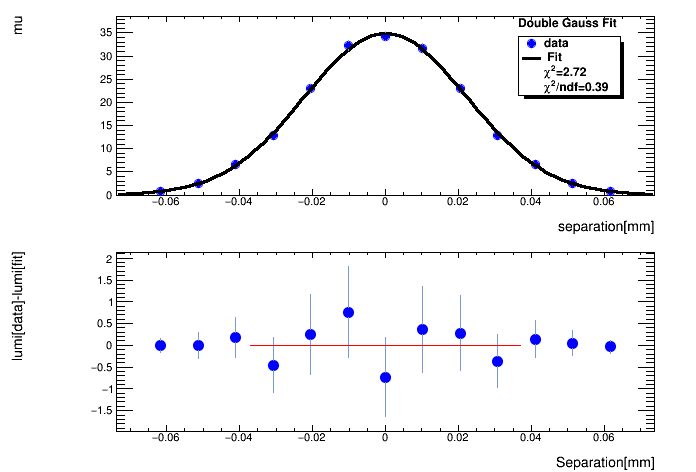 mu
Double Gauss Fit
data
Fit
χ²=2.72
χ²/ndf=0.39
35
30
25
20
15
10
5
0
−0.06 −0.04 −0.02 0 0.02 0.04 0.06
separation[mm]
lumi[data]-lumi[fit]
2
1.5
1
0.5
0
−0.5
−1
−1.5
−0.06 −0.04 −0.02 0 0.02 0.04 0.06
Separation[mm]